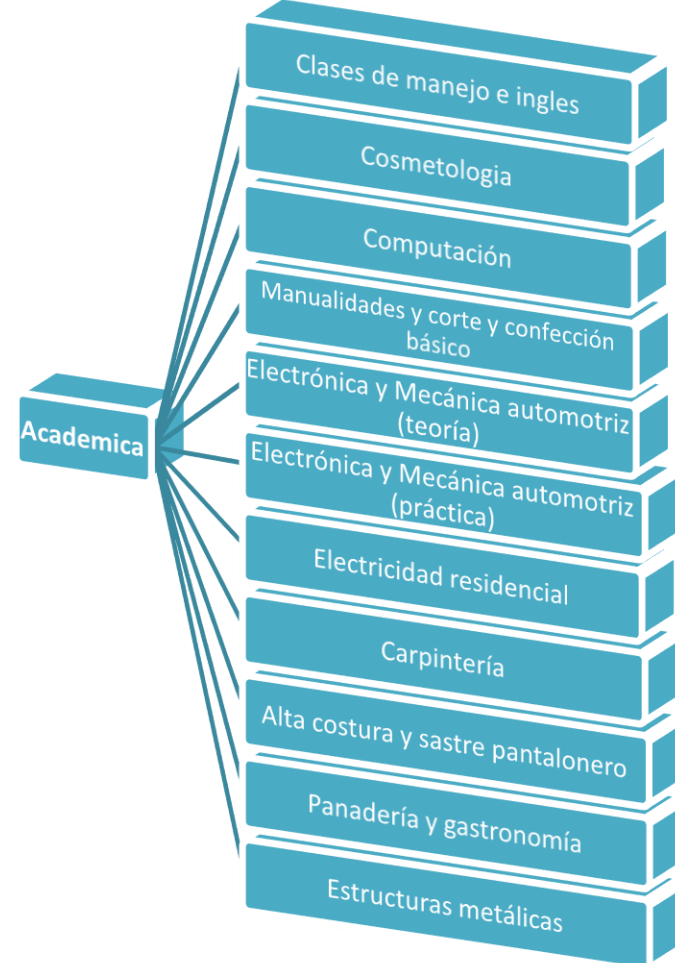 Academica
Clases de manejo e ingles
Cosmetologia
Computación
Manualidades y corte y confección
básico
Electrónica y Mecánica automotriz
(teoría)
Electrónica y Mecánica automotriz
(práctica)
Electricidad residencial
Carpintería
Alta costura y sastre pantalonero
Panadería y gastronomía
Estructuras metálicas